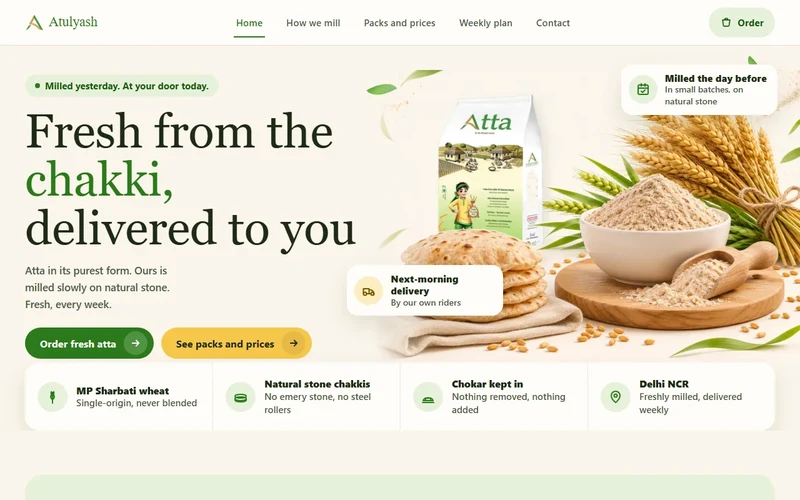 Atulyash
Home
How we mill
Packs and prices
Weekly plan
Contact
Order
Milled yesterday. At your door today.
Fresh from the
chakki,
delivered to you
Atta in its purest form. Ours is
milled slowly on natural stone.
Fresh, every week.
Order fresh atta
See packs and prices
Milled the day before
In small batches, on
natural stone
Atta
Next-morning
delivery
By our own riders
MP Sharbati wheat
Single-origin, never blended
Natural stone chakkis
No emery stone, no steel
rollers
Chokar kept in
Nothing removed, nothing
added
Delhi NCR
Freshly milled, delivered
weekly